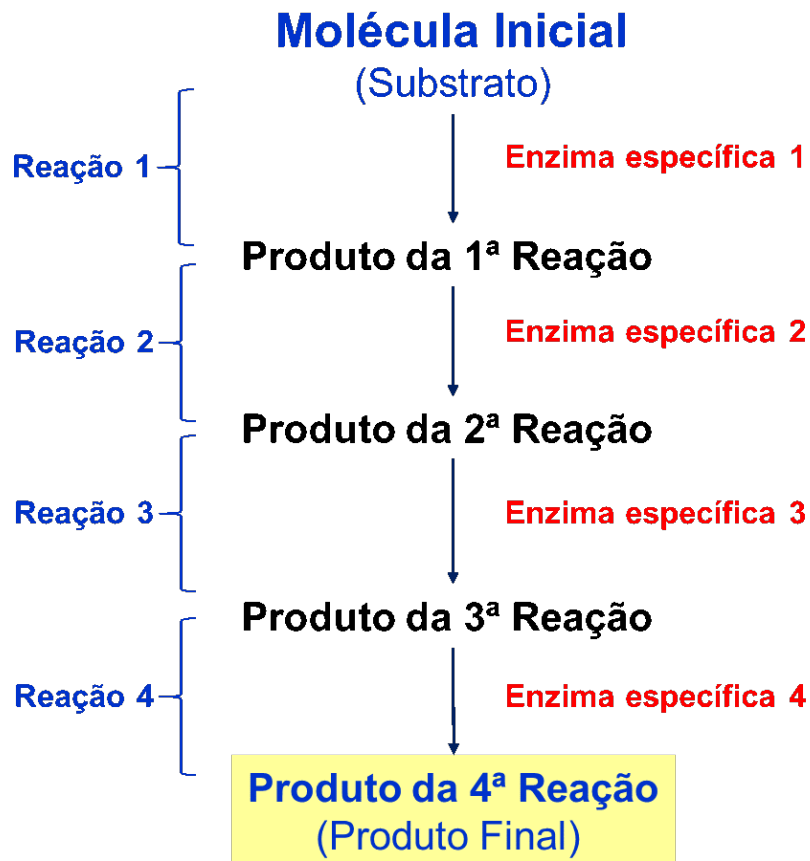 Molécula Inicial
(Substrato)
Reação 1
Enzima específica 1
Produto da 1ª Reação
Reação 2
Enzima específica 2
Produto da 2ª Reação
Reação 3
Enzima específica 3
Produto da 3ª Reação
Reação 4
Enzima específica 4
Produto da 4ª Reação
(Produto Final)